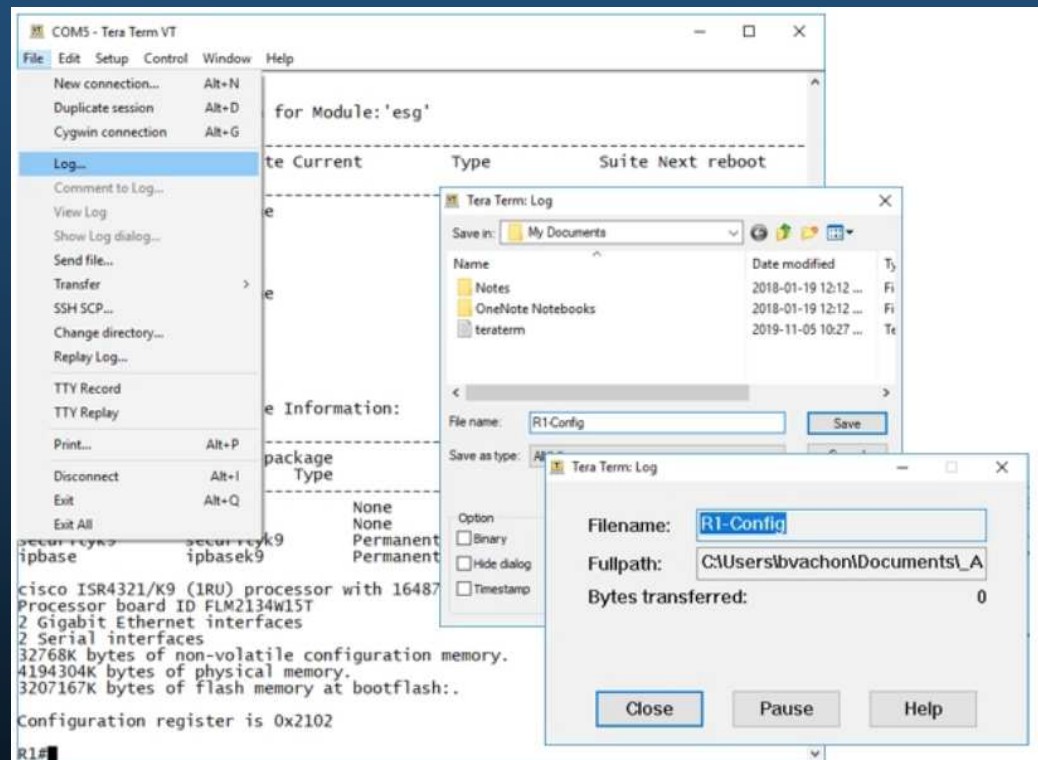 COM5 - Tera Term VT
File Edit Setup Control Window Help
New connection... Alt+N
Duplicate session Alt+D
Cygwin connection Alt+G
Log...
Comment to Log...
View Log
Show Log dialog...
Send file...
Transfer >
SSH SCP...
Change directory...
Replay Log...
TTY Record
TTY Replay
Print... Alt+P
Disconnect Alt+I
Exit Alt+Q
Exit All
for Module:'esg'
te Current Type Suite Next reboot
e
e
e Information:
package
Type
None
None
securityk9 securityk9 Permanent
ipbase ipbasek9 Permanent
cisco ISR4321/K9 (1RU) processor with 16487
Processor board ID FLM2134W15T
2 Gigabit Ethernet interfaces
2 Serial interfaces
32768K bytes of non-volatile configuration memory.
4194304K bytes of physical memory.
3207167K bytes of flash memory at bootflash:.
Configuration register is 0x2102
R1#
Tera Term: Log
Save in: My Documents
Name Date modified Ty
Notes 2018-01-19 12:12 ... Fi
OneNote Notebooks 2018-01-19 12:12 ... Fi
teraterm 2019-11-05 10:27 ... Te
File name: R1-Config Save
Save as type:
Option
Binary
Hide dialog
Timestamp
Tera Term: Log
Filename: R1-Config
Fullpath: C:\Users\bvachon\Documents\_A
Bytes transferred: 0
Close Pause Help